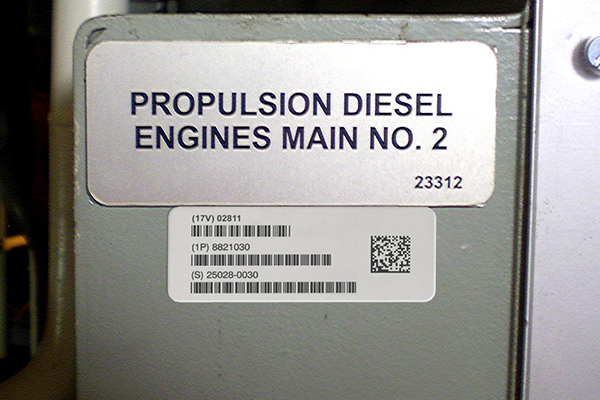 PROPULSION DIESEL
ENGINES MAIN NO. 2
23312
(17V) 02811
(1P) 8821030
(S) 25028-0030